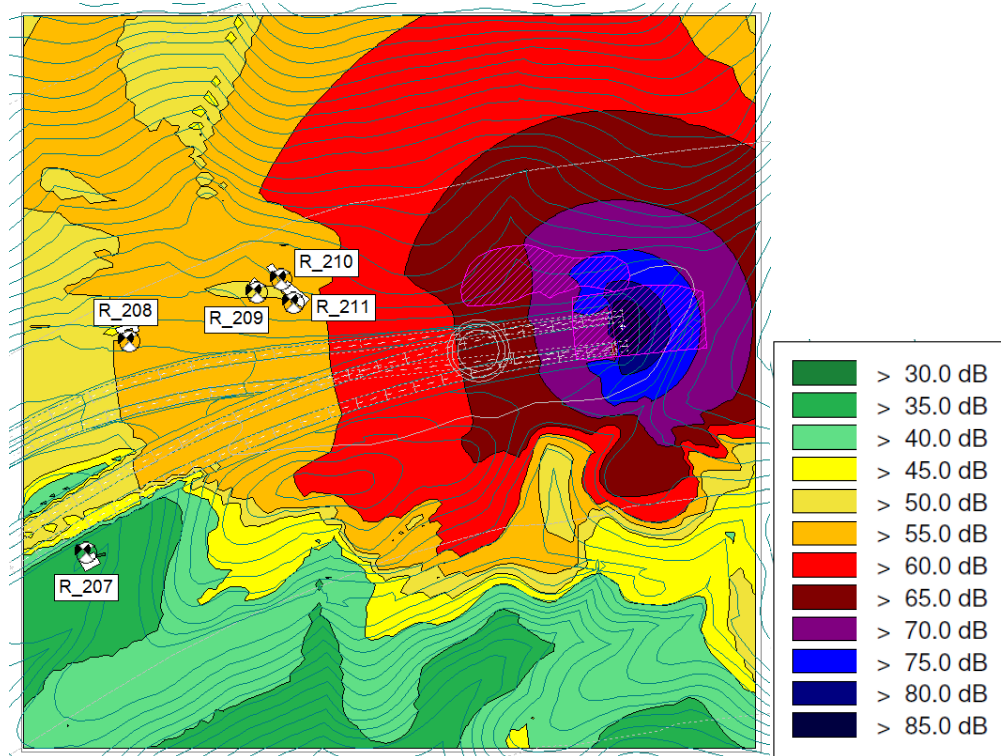 R_210
R_208
R_209
R_211
R_207
> 30.0 dB
> 35.0 dB
> 40.0 dB
> 45.0 dB
> 50.0 dB
> 55.0 dB
> 60.0 dB
> 65.0 dB
> 70.0 dB
> 75.0 dB
> 80.0 dB
> 85.0 dB